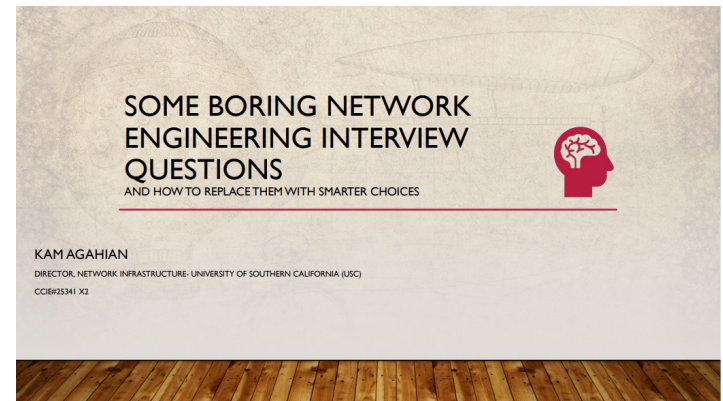 SOME BORING NETWORK
ENGINEERING INTERVIEW
QUESTIONS
AND HOW TO REPLACE THEM WITH SMARTER CHOICES
KAM AGAHIAN
DIRECTOR, NETWORK INFRASTRUCTURE- UNIVERSITY OF SOUTHERN CALIFORNIA (USC)
CCIE#25341 X2